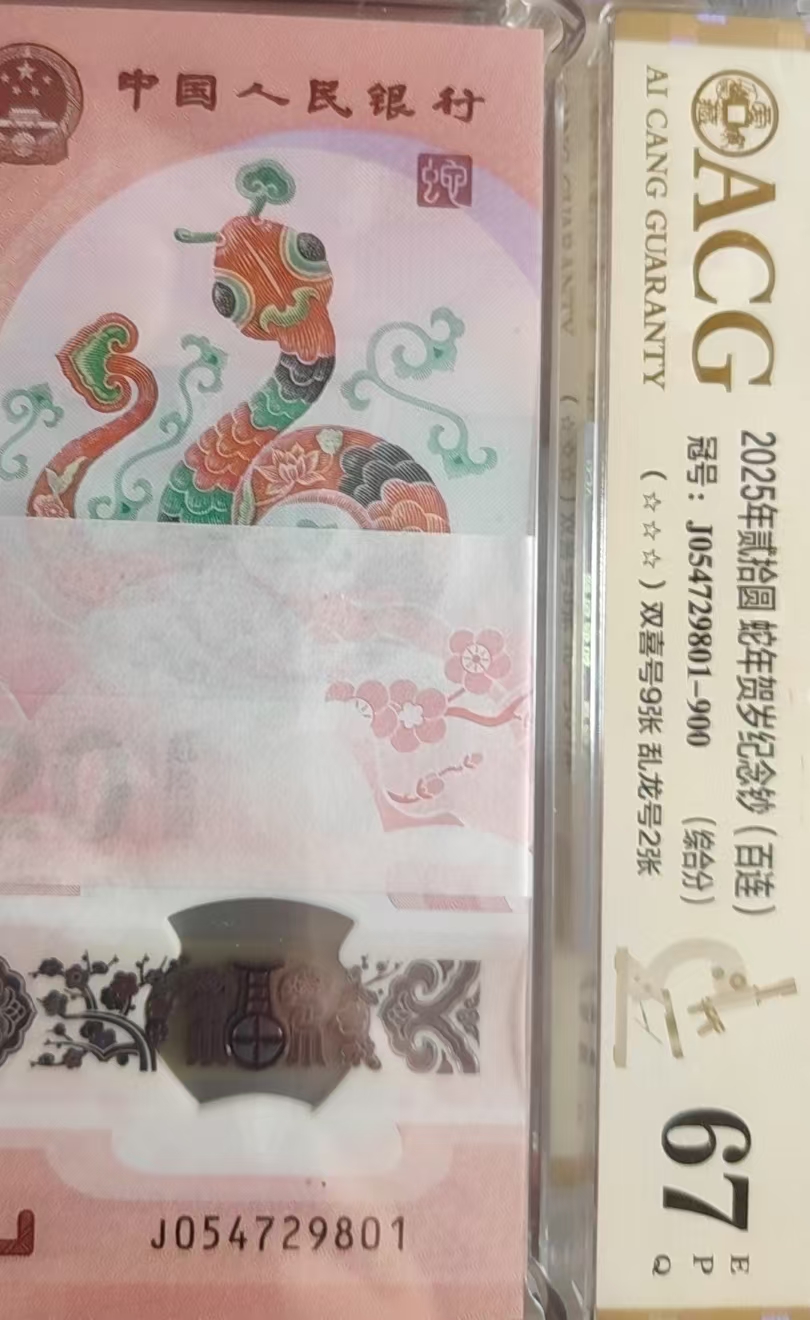 中国人民银行
蛇
20
J054729801
ACG
AI CANG GUARANTY
2025年贰拾圆 蛇年贺岁纪念钞（百连）
冠号：J054729801-900 （综合分）
（☆☆☆）双喜号9张 乱龙号2张
67
EPQ